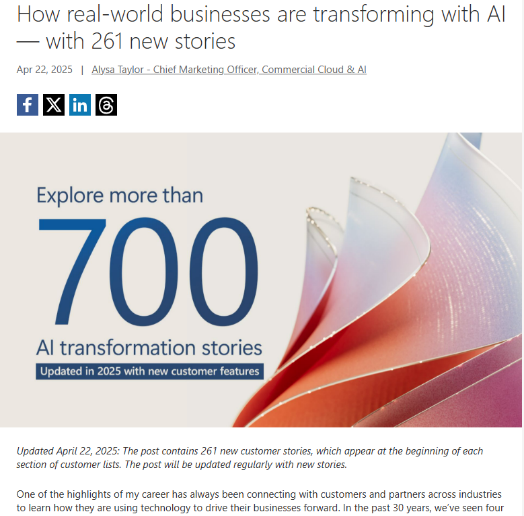 How real-world businesses are transforming with AI
— with 261 new stories
Apr 22, 2025 | Alysa Taylor - Chief Marketing Officer, Commercial Cloud & AI
Explore more than
700
AI transformation stories
Updated in 2025 with new customer features
Updated April 22, 2025: The post contains 261 new customer stories, which appear at the beginning of each
section of customer lists. The post will be updated regularly with new stories.
One of the highlights of my career has always been connecting with customers and partners across industries
to learn how they are using technology to drive their businesses forward. In the past 30 years, we've seen four